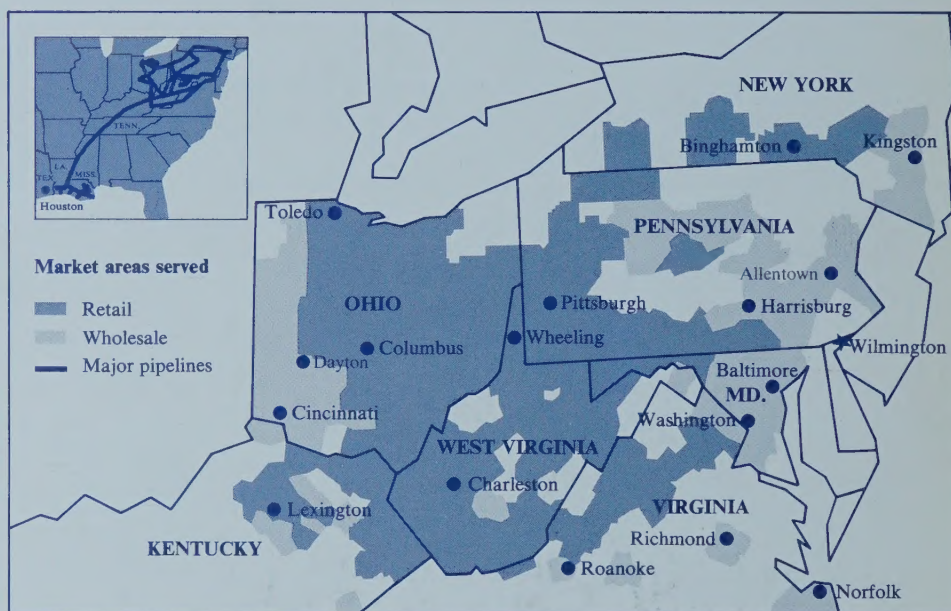 TENN.
LA.
MISS.
TEX.
Houston
Market areas served
Retail
Wholesale
Major pipelines
NEW YORK
Binghamton
Kingston
Toledo
PENNSYLVANIA
Allentown
OHIO
Pittsburgh
Harrisburg
Wheeling
Wilmington
Columbus
Dayton
Baltimore
MD.
Cincinnati
Washington
WEST VIRGINIA
Charleston
VIRGINIA
Lexington
Richmond
KENTUCKY
Roanoke
Norfolk